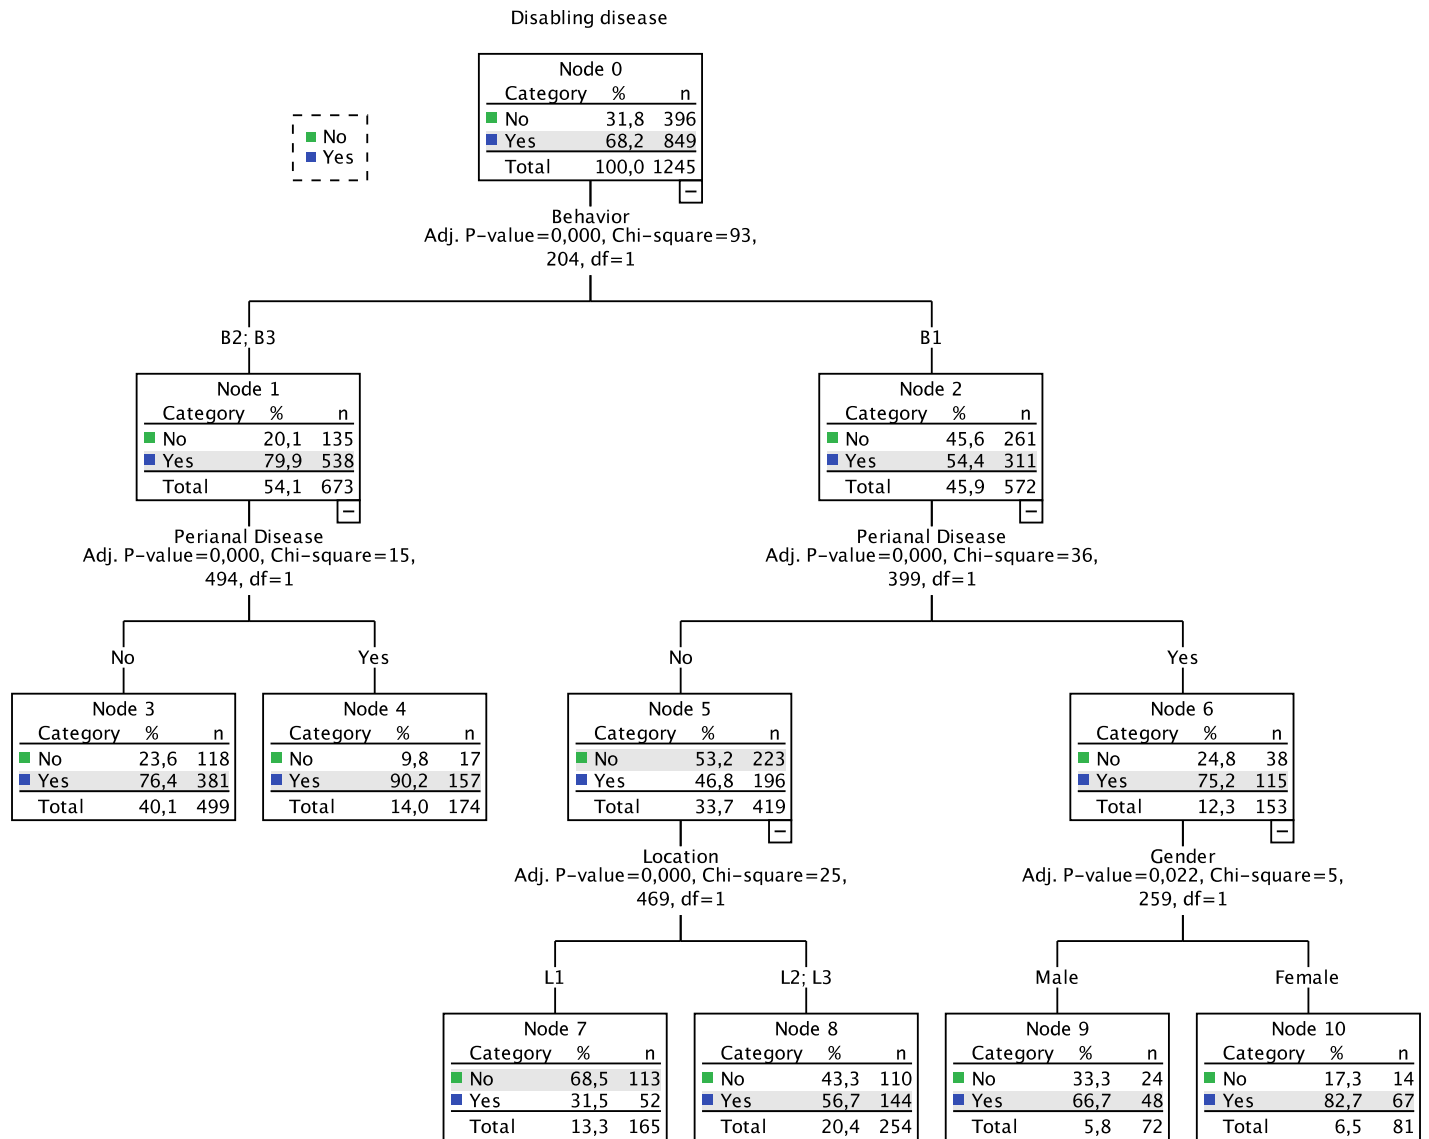 Disabling disease
Node 0
Category % n
No 31,8 396
Yes 68,2 849
Total 100,0 1245
No
Yes
Behavior
Adj. P-value=0,000, Chi-square=93,
204, df=1
B2; B3
B1
Node 1
Category % n
No 20,1 135
Yes 79,9 538
Total 54,1 673
Node 2
Category % n
No 45,6 261
Yes 54,4 311
Total 45,9 572
Perianal Disease
Adj. P-value=0,000, Chi-square=15,
494, df=1
Perianal Disease
Adj. P-value=0,000, Chi-square=36,
399, df=1
No
Yes
No
Yes
Node 3
Category % n
No 23,6 118
Yes 76,4 381
Total 40,1 499
Node 4
Category % n
No 9,8 17
Yes 90,2 157
Total 14,0 174
Node 5
Category % n
No 53,2 223
Yes 46,8 196
Total 33,7 419
Node 6
Category % n
No 24,8 38
Yes 75,2 115
Total 12,3 153
Location
Adj. P-value=0,000, Chi-square=25,
469, df=1
Gender
Adj. P-value=0,022, Chi-square=5,
259, df=1
L1
L2; L3
Male
Female
Node 7
Category % n
No 68,5 113
Yes 31,5 52
Total 13,3 165
Node 8
Category % n
No 43,3 110
Yes 56,7 144
Total 20,4 254
Node 9
Category % n
No 33,3 24
Yes 66,7 48
Total 5,8 72
Node 10
Category % n
No 17,3 14
Yes 82,7 67
Total 6,5 81